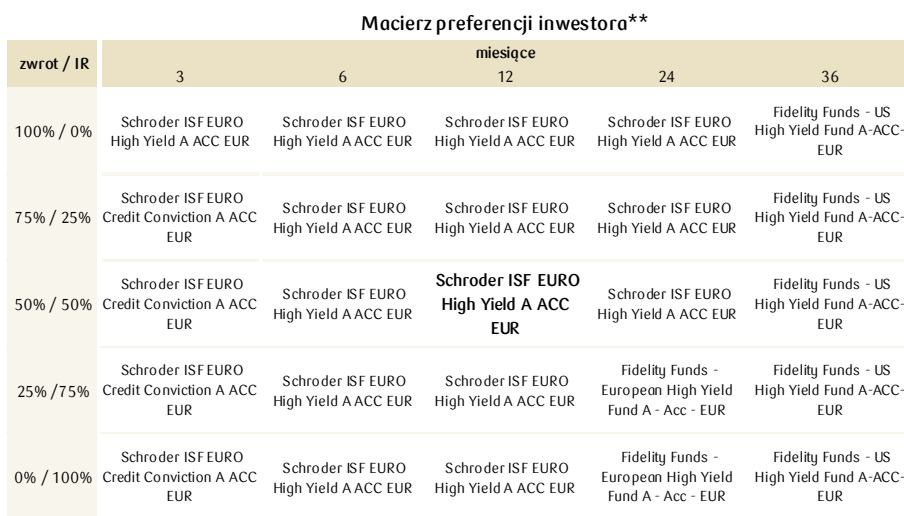 Macierz preferencji inwestora**
zwrot / IR
miesiące
3 6 12 24 36
100% / 0%
Schroder ISF EURO
High Yield A ACC EUR
Schroder ISF EURO
High Yield A ACC EUR
Schroder ISF EURO
High Yield A ACC EUR
Schroder ISF EURO
High Yield A ACC EUR
Fidelity Funds - US
High Yield Fund A-ACC-
EUR
75% / 25%
Schroder ISF EURO
Credit Conviction A ACC
EUR
Schroder ISF EURO
High Yield A ACC EUR
Schroder ISF EURO
High Yield A ACC EUR
Schroder ISF EURO
High Yield A ACC EUR
Fidelity Funds - US
High Yield Fund A-ACC-
EUR
50% / 50%
Schroder ISF EURO
Credit Conviction A ACC
EUR
Schroder ISF EURO
High Yield A ACC EUR
Schroder ISF EURO
High Yield A ACC
EUR
Schroder ISF EURO
High Yield A ACC EUR
Fidelity Funds - US
High Yield Fund A-ACC-
EUR
25% /75%
Schroder ISF EURO
Credit Conviction A ACC
EUR
Schroder ISF EURO
High Yield A ACC EUR
Schroder ISF EURO
High Yield A ACC EUR
Fidelity Funds -
European High Yield
Fund A - Acc - EUR
Fidelity Funds - US
High Yield Fund A-ACC-
EUR
0% / 100%
Schroder ISF EURO
Credit Conviction A ACC
EUR
Schroder ISF EURO
High Yield A ACC EUR
Schroder ISF EURO
High Yield A ACC EUR
Fidelity Funds -
European High Yield
Fund A - Acc - EUR
Fidelity Funds - US
High Yield Fund A-ACC-
EUR